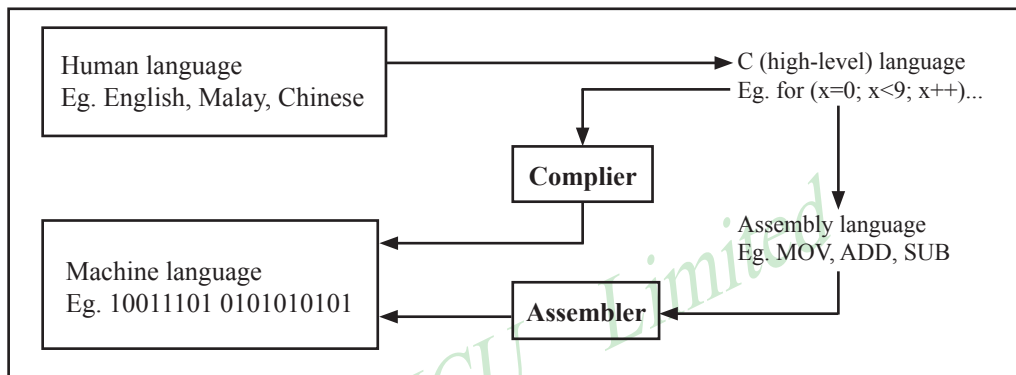 Human language
Eg. English, Malay, Chinese
C (high-level) language
Eg. for (x=0; x<9; x++)...
Complier
Assembly language
Eg. MOV, ADD, SUB
Machine language
Eg. 10011101 0101010101
Assembler
Limited